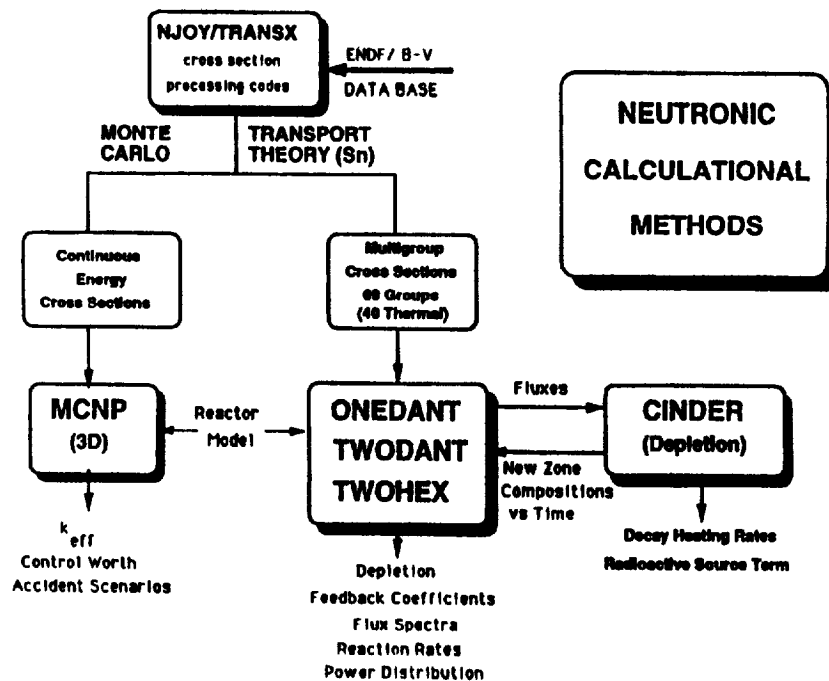 NJOY/TRANSX
cross section
processing codes
ENDF/ B-V
DATA BASE
NEUTRONIC
CALCULATIONAL
METHODS
MONTE
CARLO
TRANSPORT
THEORY (Sn)
Continuous
Energy
Cross Sections
Multigroup
Cross Sections
69 Groups
(40 Thermal)
MCNP
(3D)
Reactor
Model
ONEDANT
TWODANT
TWOHEX
Fluxes
New Zone
Compositions
vs Time
CINDER
(Depletion)
k eff
Control Worth
Accident Scenarios
Depletion
Feedback Coefficients
Flux Spectra
Reaction Rates
Power Distribution
Decay Heating Rates
Radioactive Source Term